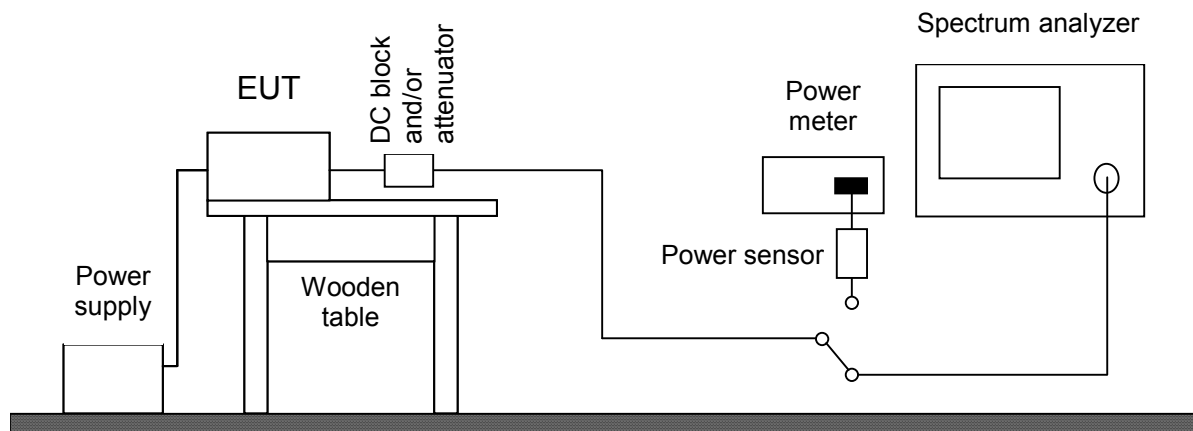 Spectrum analyzer
EUT
DC block
and/or
attenuator
Power
meter
Power sensor
Power
supply
Wooden
table